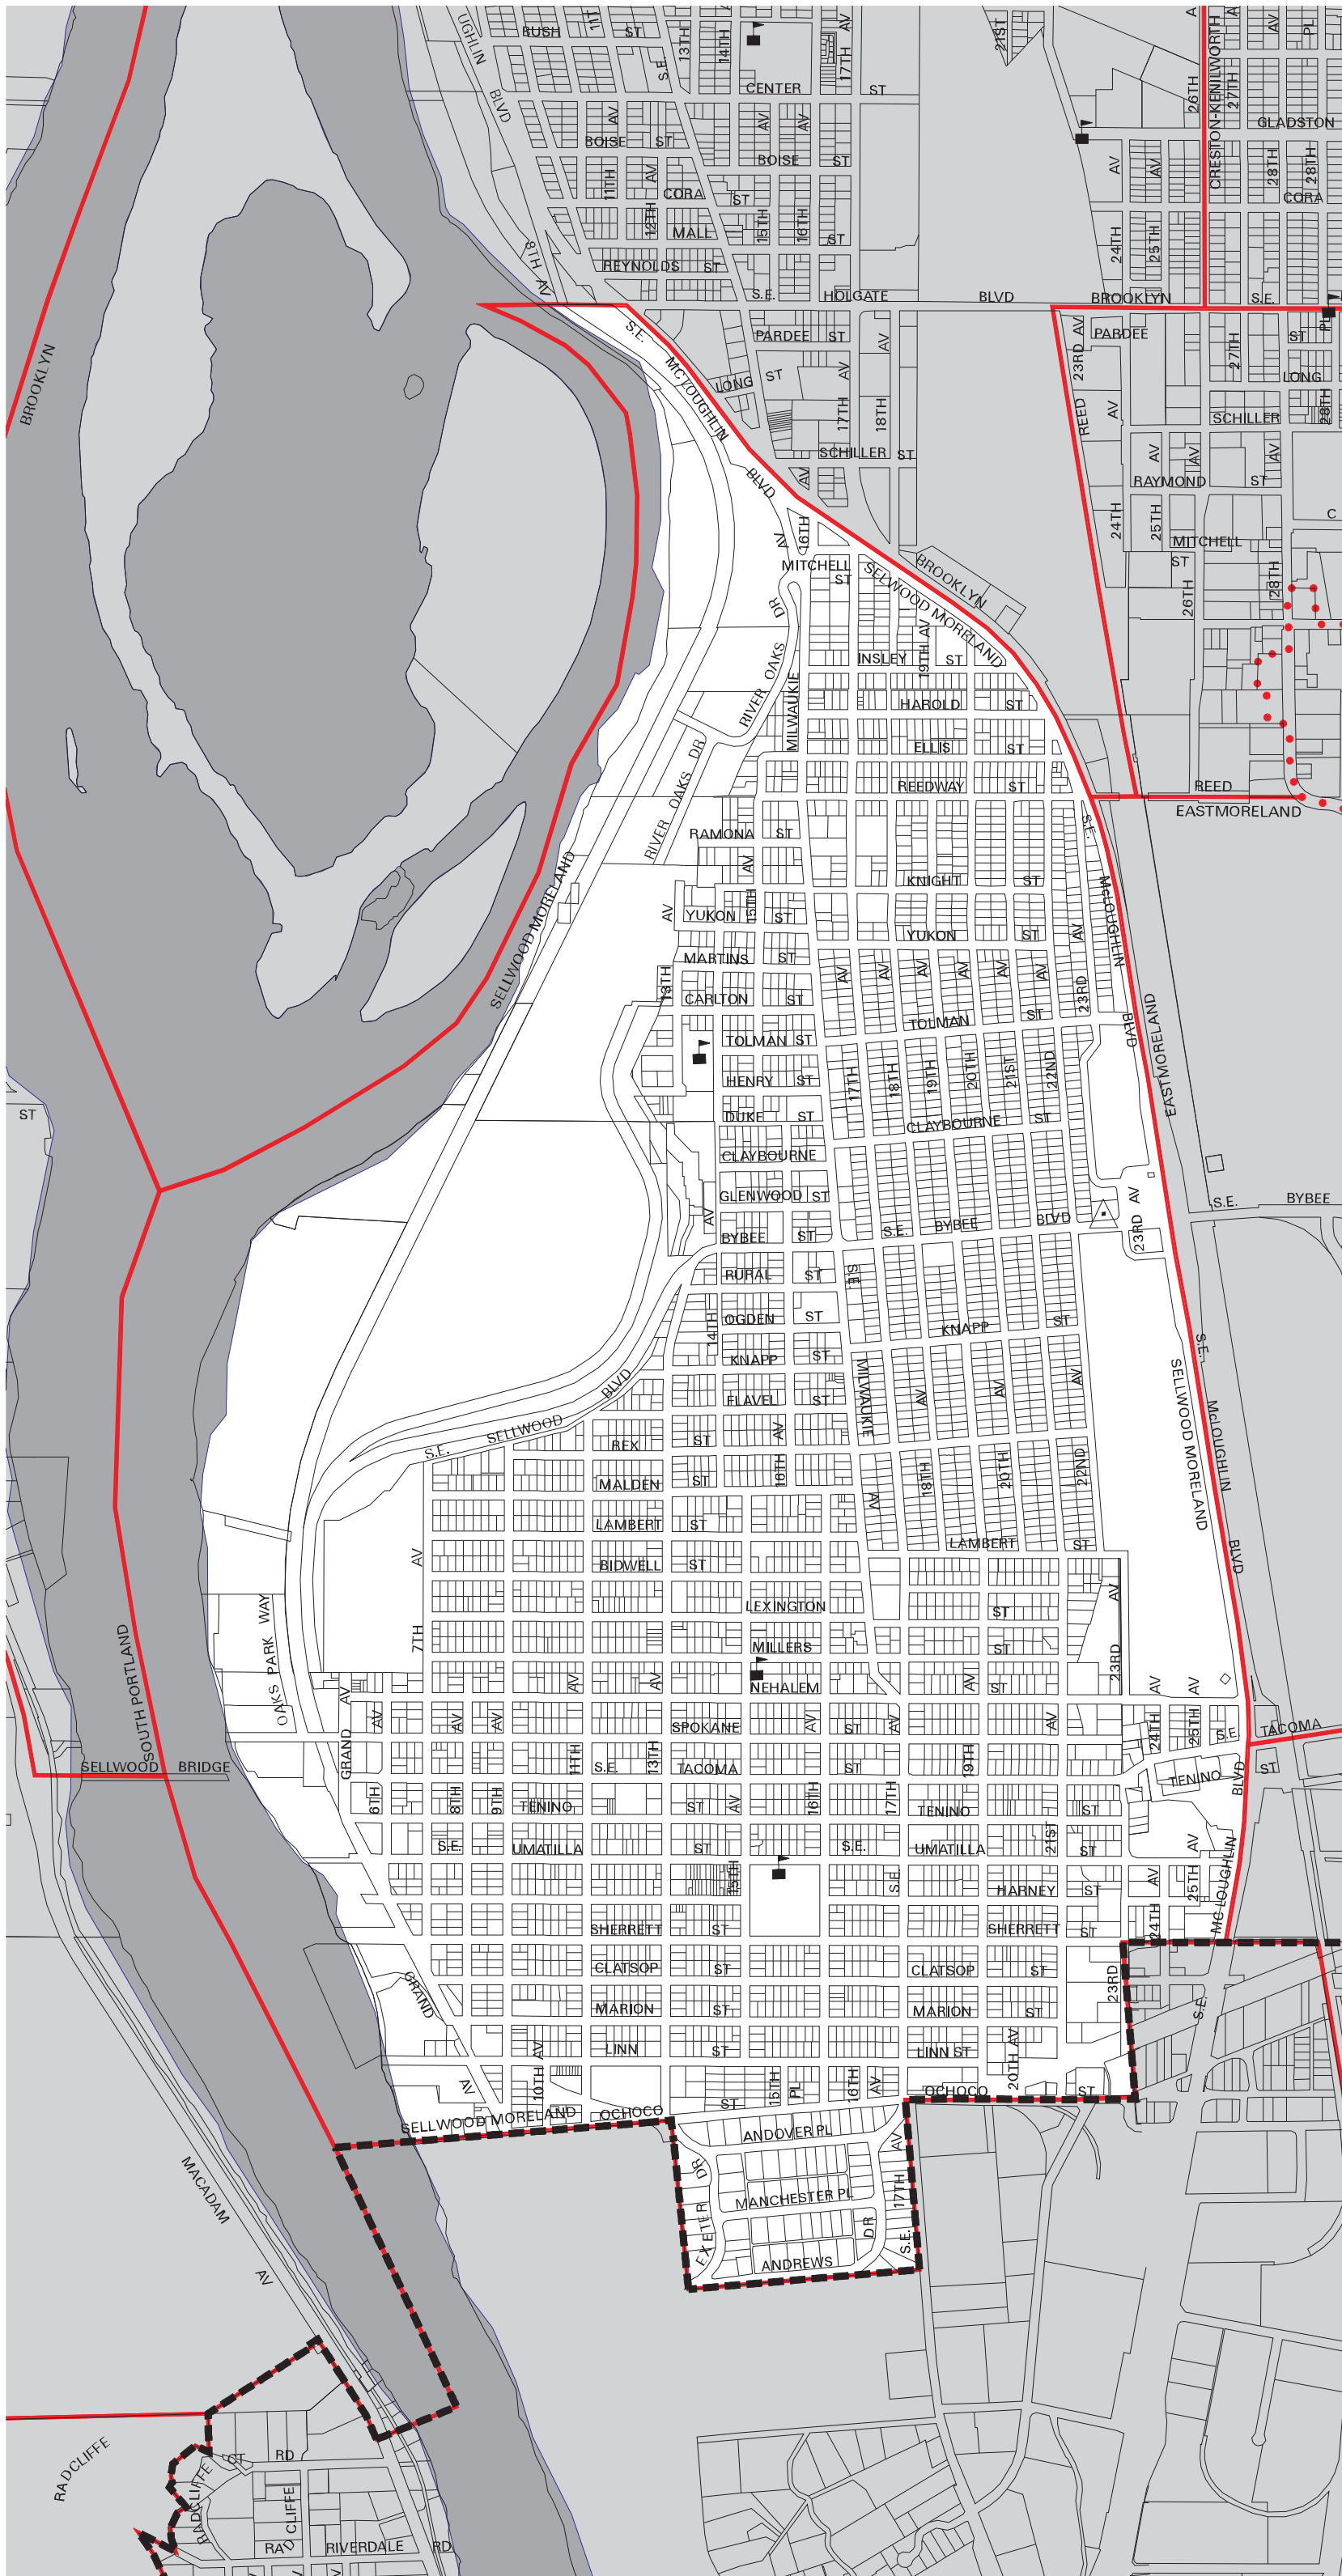 UGHLIN
BLVD
BUSH ST
11T
S.E.
13TH
14TH
17TH AV
CENTER ST
21ST
26TH
A
CRESTON-KENILWORTH
27TH
A
AV
PL
GLADSTON
BOISE ST
AV
BOISE ST
AV
AV
11TH
12TH AV
CORA ST
MALL ST
15TH
16TH
REYNOLDS ST
8TH AV
AV
AV
24TH
25TH
28TH
28TH
CORA
S.E. HOLGATE BLVD
BROOKLYN
S.E.
BROOKLYN
S.E.
MC LOUGHLIN
BLVD
PARDEE ST
LONG ST
17TH AV
18TH AV
SCHILLER ST
AV
16TH
AV
23RD AV
PARDEE ST
27TH
PL
LONG
28TH
REED
AV
SCHILLER
AV
AV
AV
RAYMOND ST
24TH
25TH
C
MITCHELL
ST
26TH
28TH
MITCHELL
ST
SELWOOD MORELAND
BROOKLYN
DR
RIVER OAKS
MILWAUKIE
19TH AV
INSLEY ST
HAROLD ST
ELLIS ST
REEDWAY ST
REED
EASTMORELAND
RIVER OAKS DR
RAMONA ST
AV
KNIGHT ST
S.E.
McLOUGHLIN
BLVD
AV
YUKON ST
15TH
YUKON ST
SELLWOOD MORELAND
MARTINS ST
13TH
CARLTON ST
AV
AV
AV
AV
AV
AV
AV
23RD
TOLMAN ST
TOLMAN ST
HENRY ST
DUKE ST
17TH
18TH
19TH
20TH
21ST
22ND
EASTMORELAND
CLAYBOURNE ST
CLAYBOURNE
GLENWOOD ST
AV
BYBEE ST
S.E. BYBEE BLVD
23RD AV
S.E. BYBEE
ST
RURAL ST
S.E.
OGDEN ST
14TH
KNAPP ST
KNAPP ST
FLAVEL ST
MILWAUKIE
AV
AV
AV
AV
S.E.
McLOUGHLIN
BLVD
SELLWOOD MORELAND
S.E. SELLWOOD BLVD
REX ST
AV
MALDEN ST
16TH
18TH
20TH
22ND
LAMBERT ST
LAMBERT ST
AV
BIDWELL ST
LEXINGTON ST
7TH
MILLERS ST
AV
23RD
OAKS PARK WAY
SOUTH PORTLAND
NEHALEM ST
AV
AV
AV
AV
AV
GRAND AV
AV
AV
AV
SPOKANE ST
AV
AV
AV
24TH
25TH
S.E. TACOMA
ST
SELLWOOD BRIDGE
11TH
S.E.
13TH
TACOMA ST
19TH
TENINO
BLVD
6TH
8TH
9TH
TENINO ST
AV
16TH
17TH
TENINO ST
S.E. UMATILLA ST
S.E. UMATILLA
21ST
ST
AV
MC LOUGHLIN
15TH
S.E.
HARNEY ST
AV
25TH
SHERRETT ST
SHERRETT ST
24TH
CLATSOP ST
CLATSOP ST
23RD
S.E.
GRAND
AV
MARION ST
MARION ST
LINN ST
LINN ST
20TH AV
10TH AV
15TH
PL
16TH
AV
OCHOCO ST
SELLWOOD MORELAND
OCHOCO ST
ANDOVER PL
AV
17TH
S.E.
EXETER DR
MANCHESTER PL
DR
ANDREWS
MACADAM
AV
RADCLIFFE
RADCLIFFE
CT
RD
RA D CLIFFE
RA
RIVERDALE RD